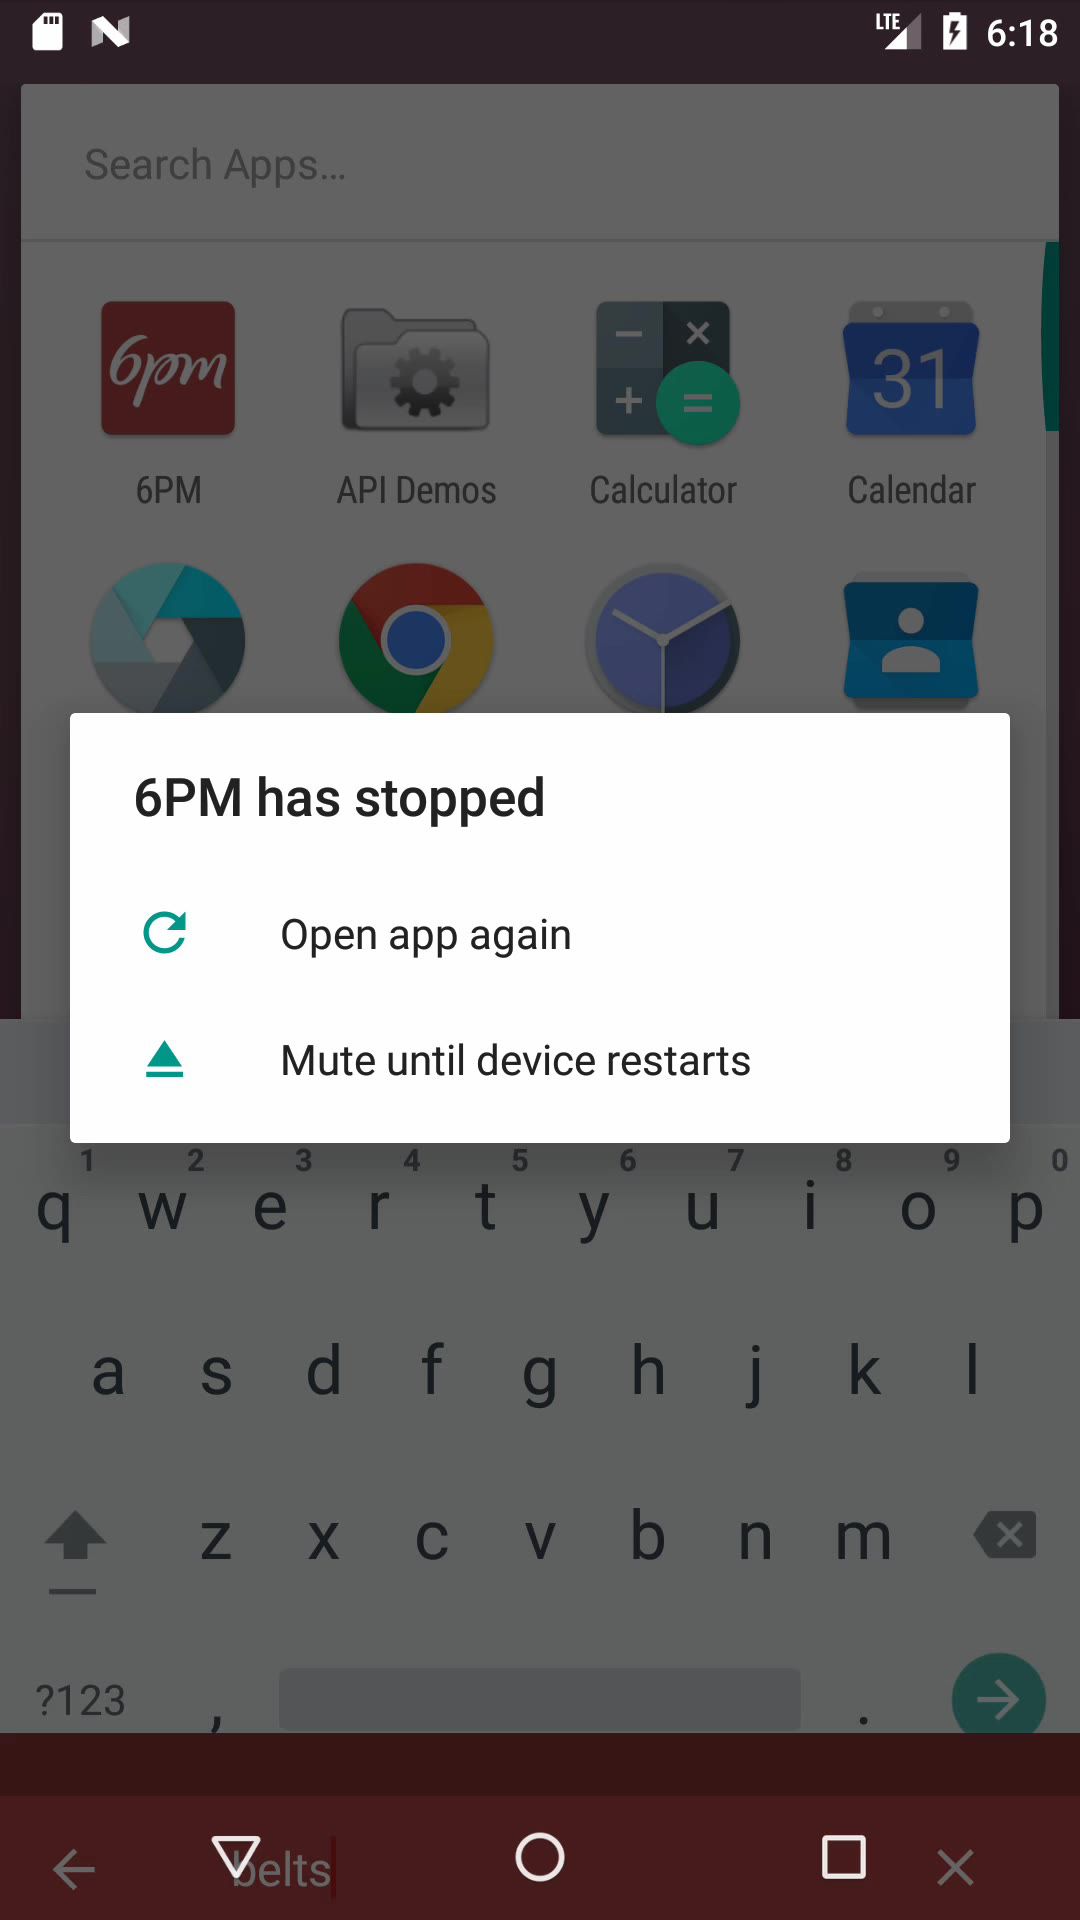 LTE 6:18
Search Apps...
6pm
31
6PM API Demos Calculator Calendar
6PM has stopped
Open app again
Mute until device restarts
1 2 3 4 5 6 7 8 9 0
q w e r t y u i o p
a s d f g h j k l
z x c v b n m
?123 , .
belts